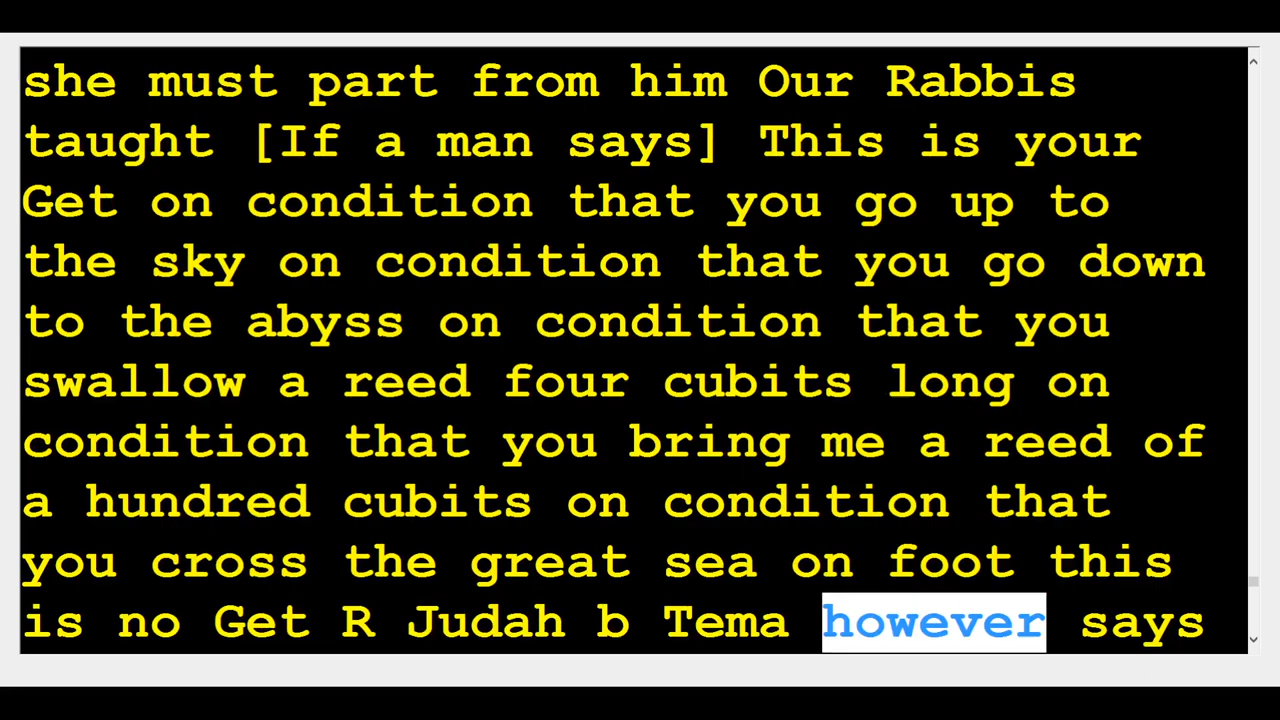 she must part from him Our Rabbis
taught [If a man says] This is your
Get on condition that you go up to
the sky on condition that you go down
to the abyss on condition that you
swallow a reed four cubits long on
condition that you bring me a reed of
a hundred cubits on condition that
you cross the great sea on foot this
is no Get R Judah b Tema however says